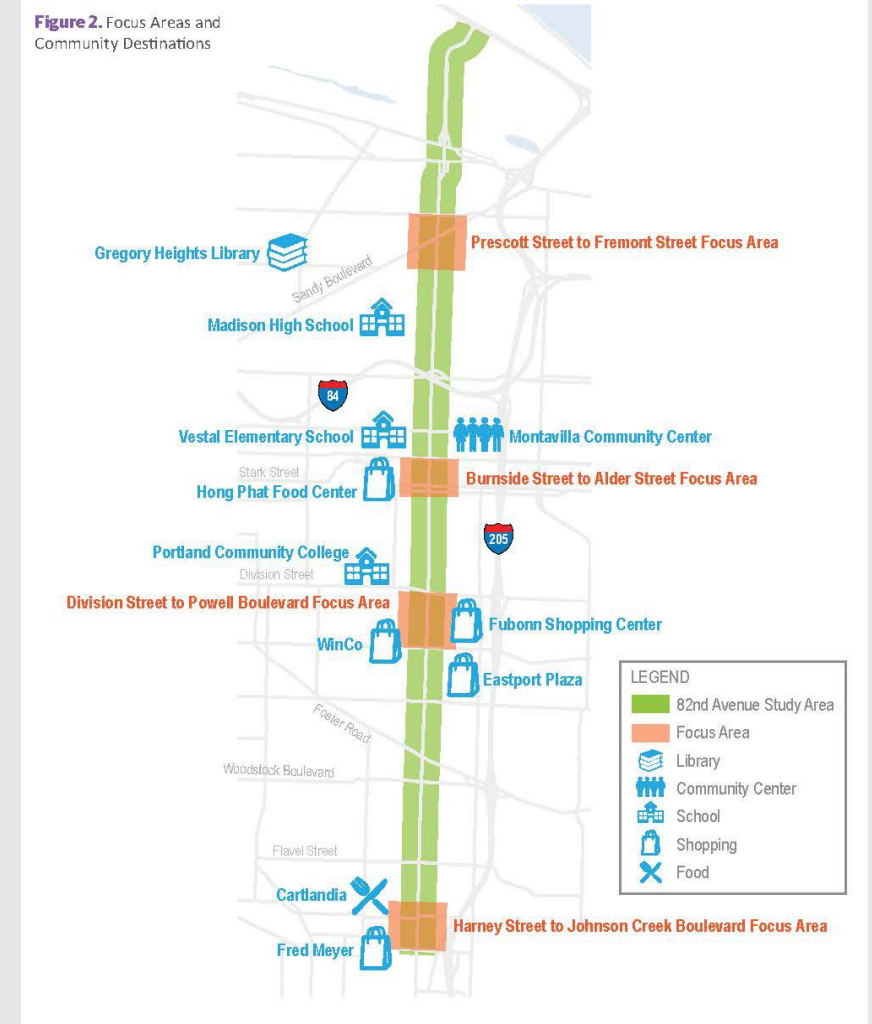 Figure 2. Focus Areas and
Community Destinations
Prescott Street to Fremont Street Focus Area
Gregory Heights Library
Sandy Boulevard
Madison High School
84
Vestal Elementary School
Montavilla Community Center
Stark Street
Burnside Street to Alder Street Focus Area
Hong Phat Food Center
205
Portland Community College
Division Street
Division Street to Powell Boulevard Focus Area
Fubonn Shopping Center
WinCo
Eastport Plaza
Foster Road
Woodstock Boulevard
Flavel Street
Cartlandia
Harney Street to Johnson Creek Boulevard Focus Area
Fred Meyer
LEGEND
82nd Avenue Study Area
Focus Area
Library
Community Center
School
Shopping
Food